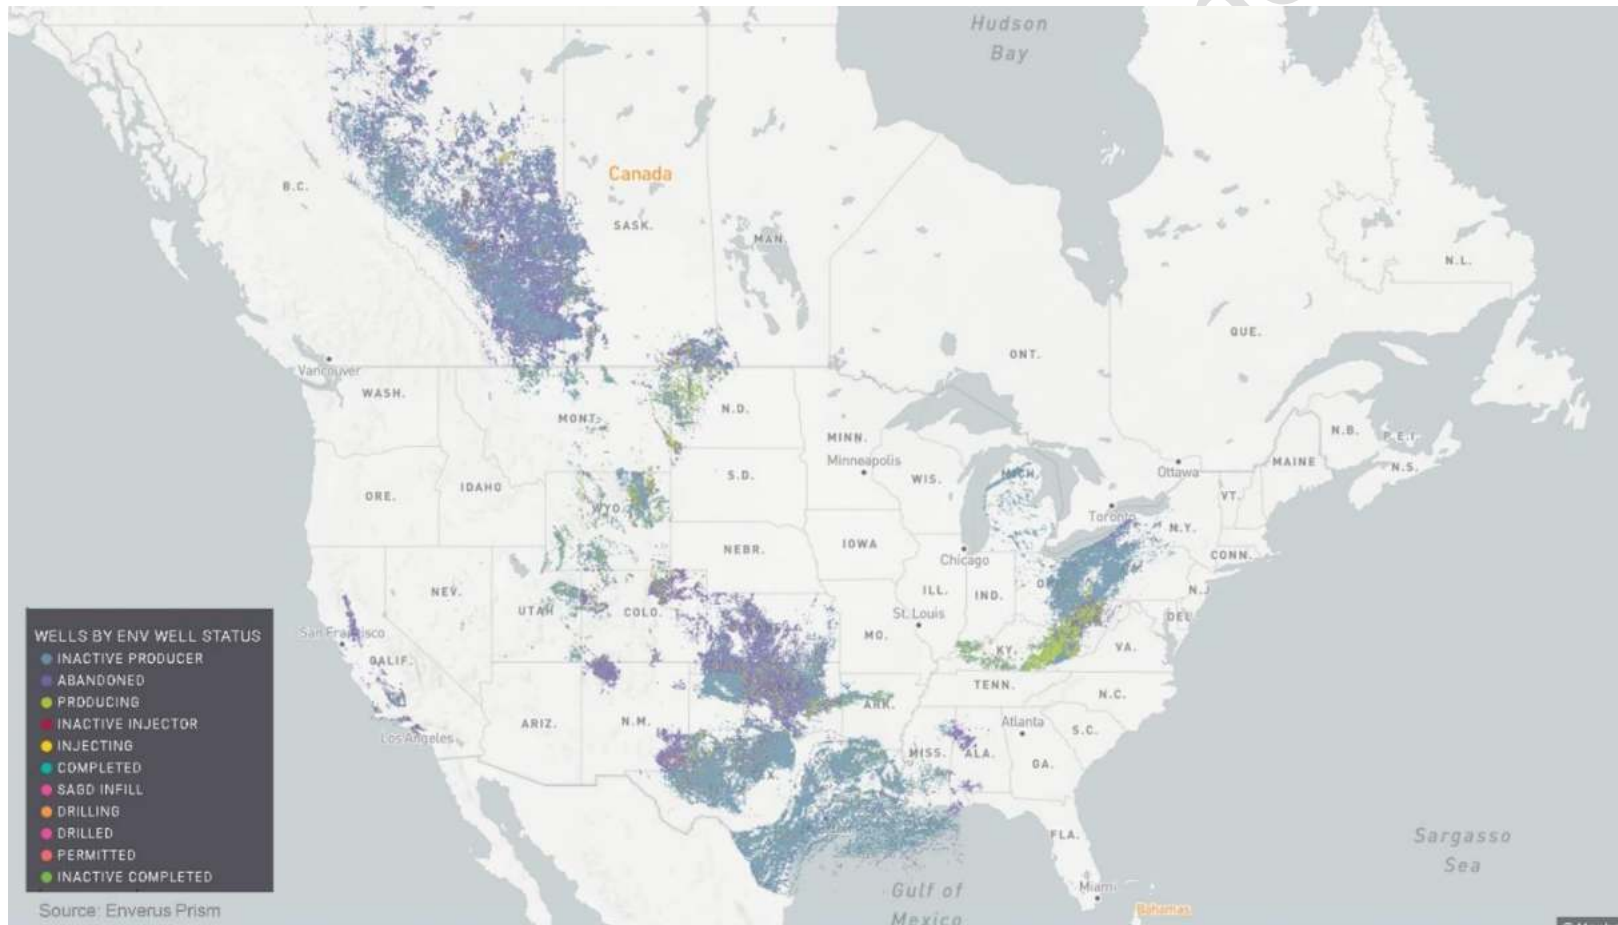 Hudson
Bay
Canada
B.C.
SASK.
MAN.
N.L.
QUE.
ONT.
Vancouver
WASH.
MONT.
N.D.
MINN.
Minneapolis
N.B.
P.E.I.
N.S.
MAINE
Ottawa
ORE.
IDAHO
WYO.
S.D.
WIS.
MICH.
VT.
Toronto
N.Y.
CONN.
NEBR.
IOWA
Chicago
NEV.
UTAH
COLO.
ILL.
IND.
N.J.
St. Louis
DEL.
San Francisco
CALIF.
MO.
KY.
VA.
TENN.
N.C.
Los Angeles
ARIZ.
N.M.
ARK.
Atlanta
S.C.
MISS.
ALA.
GA.
FLA.
Miami
Bahamas
Gulf of
Mexico
Sargasso
Sea
WELLS BY ENV WELL STATUS
INACTIVE PRODUCER
ABANDONED
PRODUCING
INACTIVE INJECTOR
INJECTING
COMPLETED
SAGD INFILL
DRILLING
DRILLED
PERMITTED
INACTIVE COMPLETED
Source: Enverus Prism